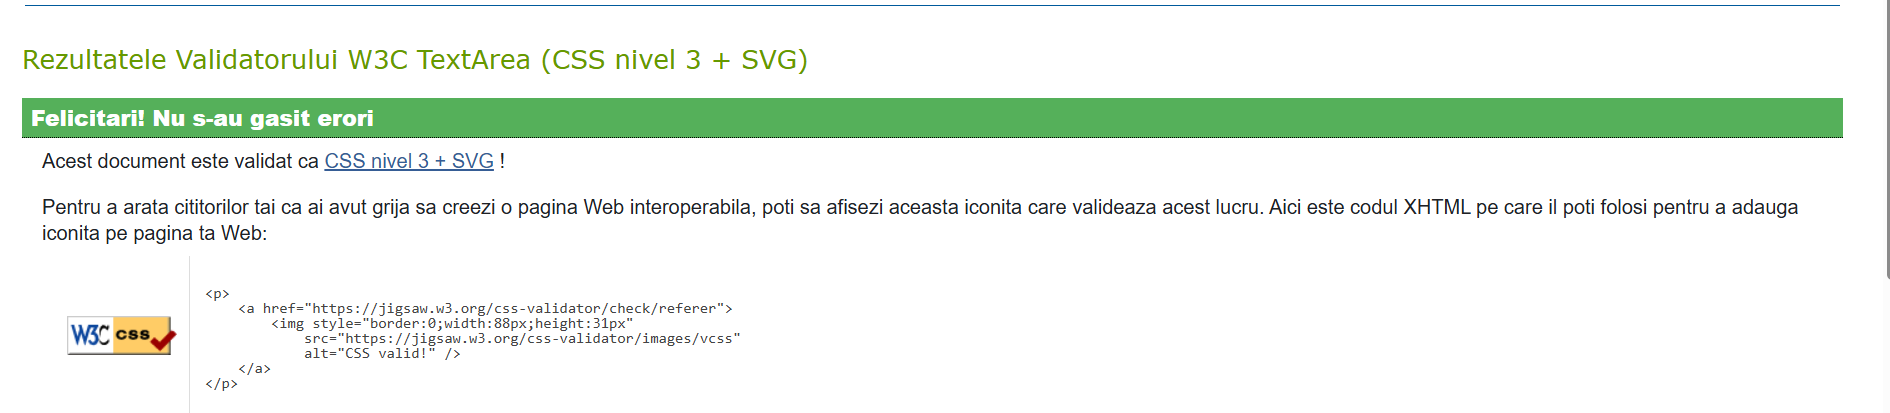 Rezultatele Validatorului W3C TextArea (CSS nivel 3 + SVG)
Felicitari! Nu s-au gasit erori
Acest document este validat ca CSS nivel 3 + SVG !
Pentru a arata cititorilor tai ca ai avut grija sa creezi o pagina Web interoperabila, poti sa afisezi aceasta iconita care valideaza acest lucru. Aici este codul XHTML pe care il poti folosi pentru a adauga
iconita pe pagina ta Web:
W3C css
<p>
    <a href="https://jigsaw.w3.org/css-validator/check/referer">
        <img style="border:0;width:88px;height:31px"
            src="https://jigsaw.w3.org/css-validator/images/vcss"
            alt="CSS valid!" />
    </a>
</p>